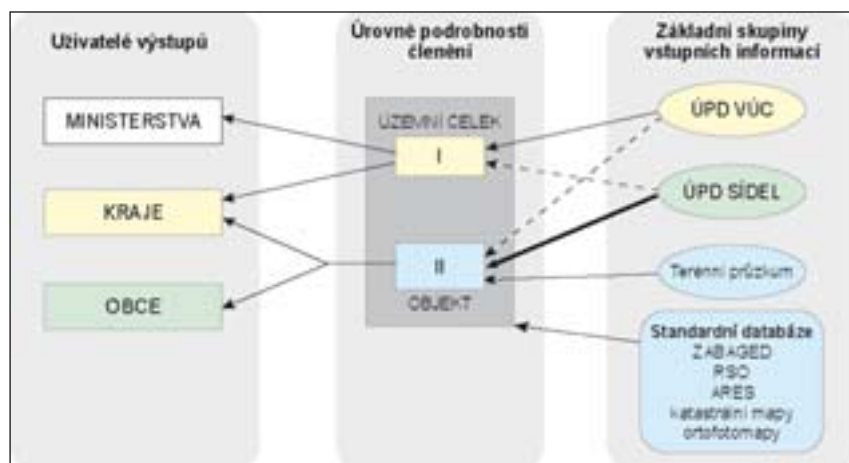 Uživatelé výstupů
MINISTERSTVA
KRAJE
OBCE
Úrovně podrobnosti
členění
ÚZEMNÍ CELEK
I
II
OBJEKT
Základní skupiny
vstupních informací
ÚPD VÚC
ÚPD SÍDEL
Terénní průzkum
Standardní databáze
ZABAGED
RSO
ARES
katastrální mapy
ortofotomapy